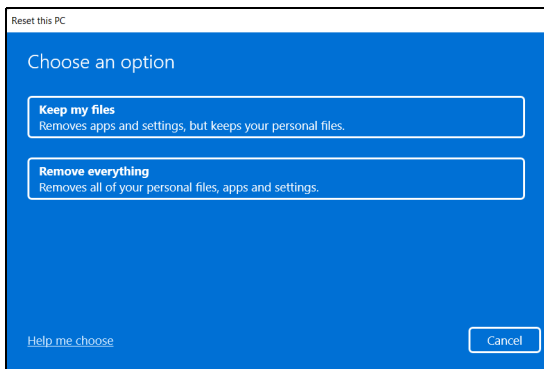 Reset this PC
Choose an option
Keep my files
Removes apps and settings, but keeps your personal files.
Remove everything
Removes all of your personal files, apps and settings.
Help me choose
Cancel